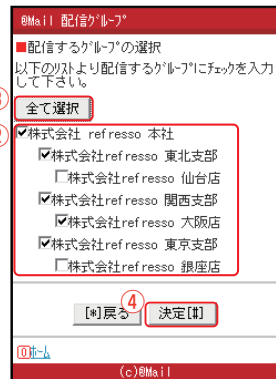 @Mail 配信ｸﾞﾙｰﾌﾟ
■配信するｸﾞﾙｰﾌﾟの選択
以下のﾘｽﾄより配信するｸﾞﾙｰﾌﾟにﾁｪｯｸを入力
して下さい。
全て選択
株式会社 refresso 本社
株式会社refresso 東北支部
株式会社refresso 仙台店
株式会社refresso 関西支部
株式会社refresso 大阪店
株式会社refresso 東京支部
株式会社refresso 銀座店
④
[*]戻る 決定[#]
0ﾎｰﾑ
(c)@Mail